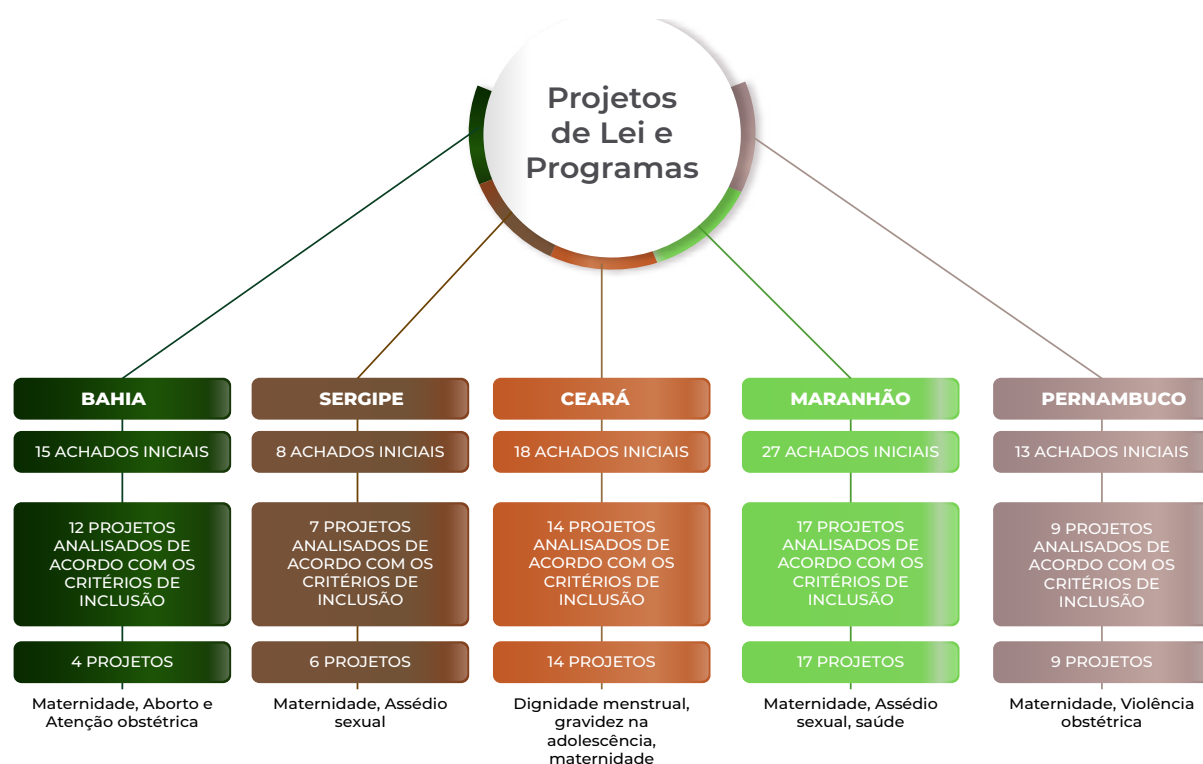 Projetos
de Lei e
Programas
BAHIA
15 ACHADOS INICIAIS
12 PROJETOS
ANALISADOS DE
ACORDO COM OS
CRITÉRIOS DE
INCLUSÃO
4 PROJETOS
Maternidade, Aborto e
Atenção obstétrica
SERGIPE
8 ACHADOS INICIAIS
7 PROJETOS
ANALISADOS DE
ACORDO COM OS
CRITÉRIOS DE
INCLUSÃO
6 PROJETOS
Maternidade, Assédio
sexual
CEARÁ
18 ACHADOS INICIAIS
14 PROJETOS
ANALISADOS DE
ACORDO COM OS
CRITÉRIOS DE
INCLUSÃO
14 PROJETOS
Dignidade menstrual,
gravidez na
adolescência,
maternidade
MARANHÃO
27 ACHADOS INICIAIS
17 PROJETOS
ANALISADOS DE
ACORDO COM OS
CRITÉRIOS DE
INCLUSÃO
17 PROJETOS
Maternidade, Assédio
sexual, saúde
PERNAMBUCO
13 ACHADOS INICIAIS
9 PROJETOS
ANALISADOS DE
ACORDO COM OS
CRITÉRIOS DE
INCLUSÃO
9 PROJETOS
Maternidade, Violência
obstétrica